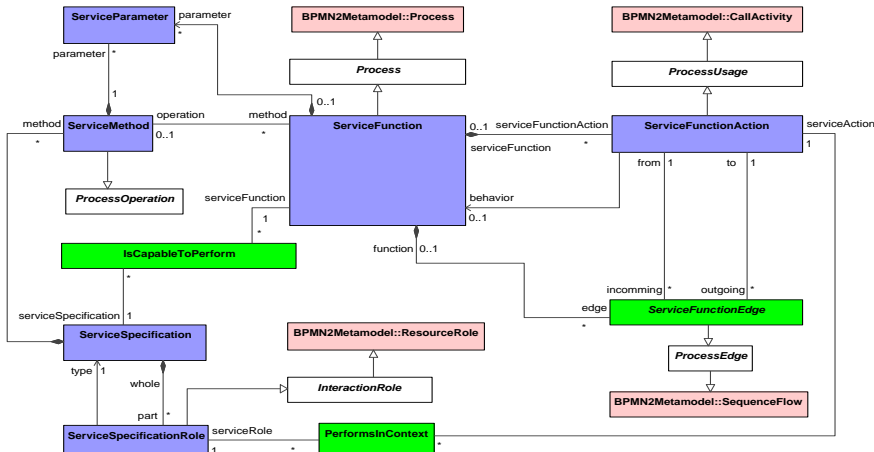 ServiceParameter
parameter
*
BPMN2Metamodel::Process
BPMN2Metamodel::CallActivity
parameter *
Process
ProcessUsage
1
0..1
method
*
ServiceMethod
operation
0..1
method
*
ServiceFunction
0..1
serviceFunctionAction
serviceFunction
*
ServiceFunctionAction
serviceAction
1
from 1
to 1
ProcessOperation
serviceFunction
1
*
behavior
0..1
IsCapableToPerform
function 0..1
*
incomming *
outgoing *
serviceSpecification 1
edge
*
ServiceFunctionEdge
ServiceSpecification
BPMN2Metamodel::ResourceRole
type 1
whole
ProcessEdge
InteractionRole
part *
BPMN2Metamodel::SequenceFlow
ServiceSpecificationRole
serviceRole
1
*
PerformsInContext
*